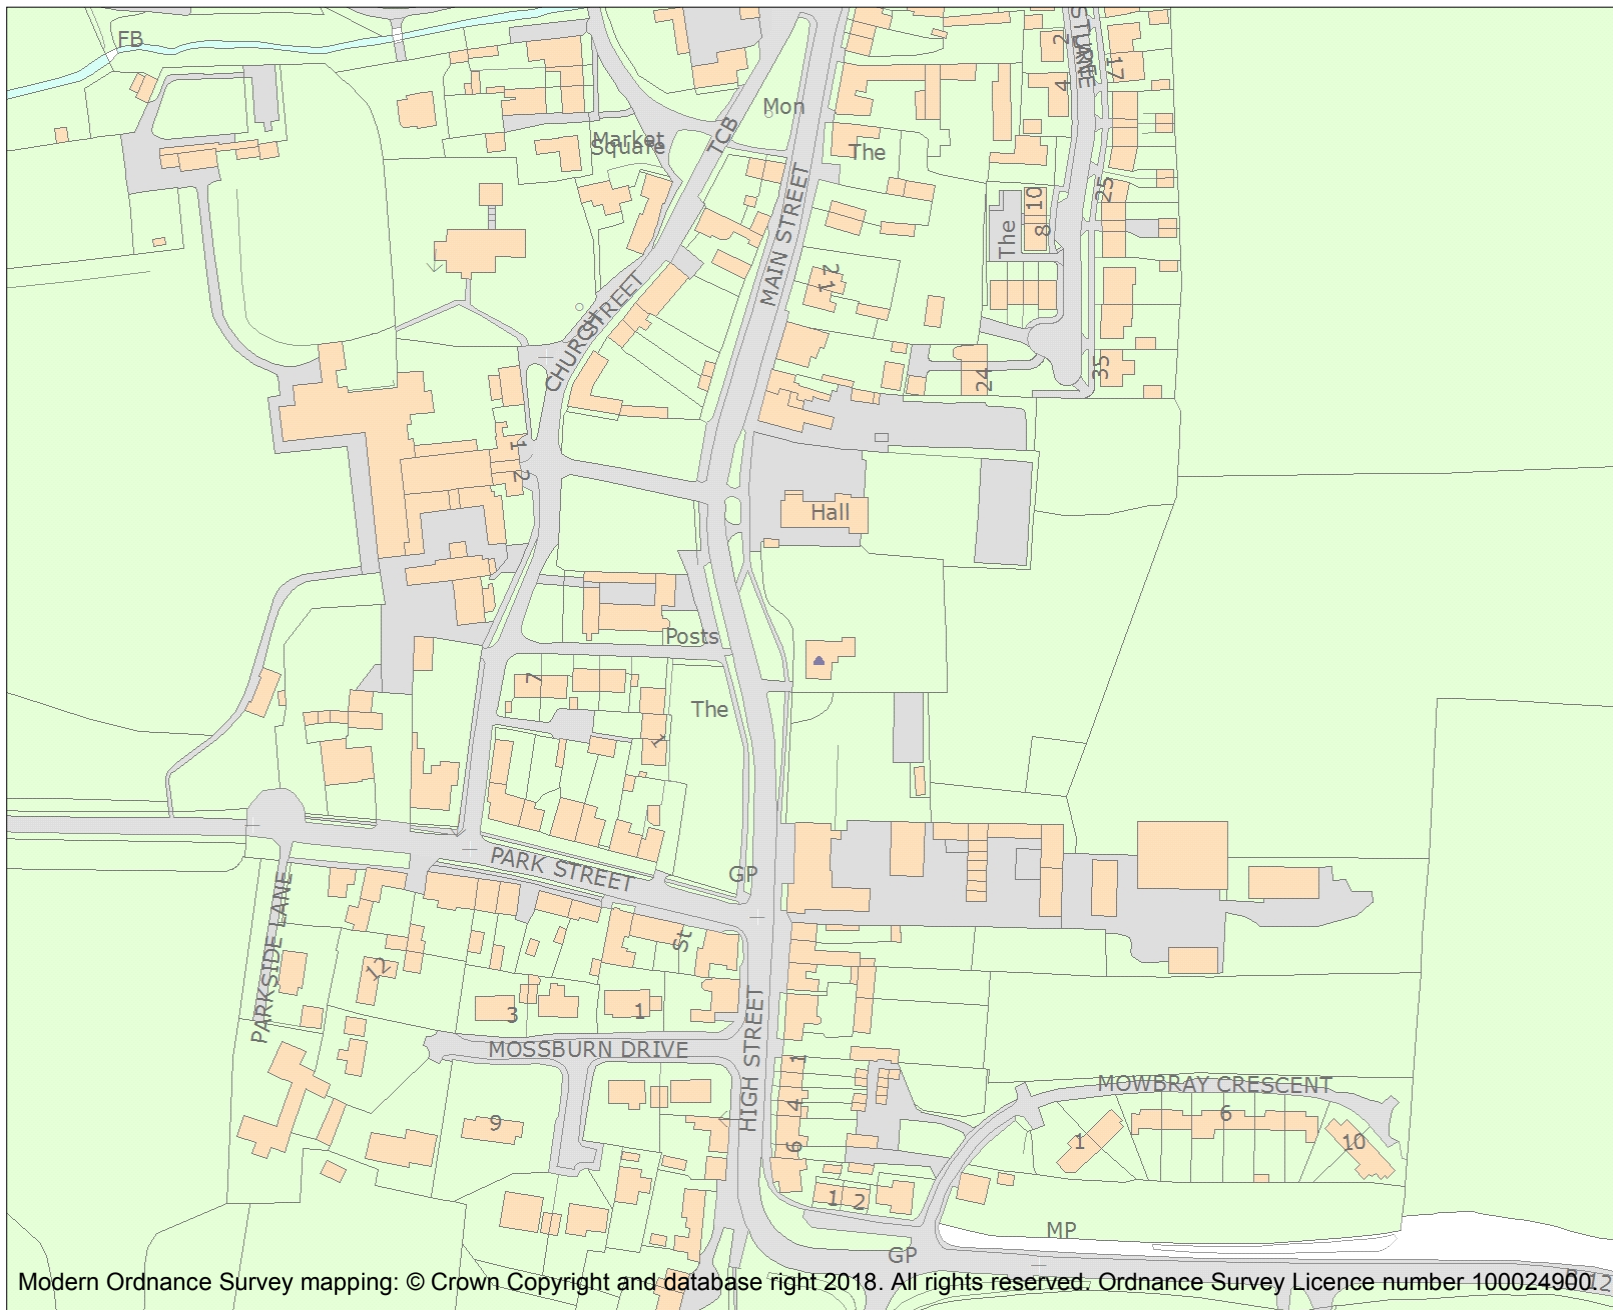 FB
Mon
TCB
Market
Square
The
2
4
17
10
8
25
The
MAIN STREET
21
CHURCH STREET
24
35
1
2
Hall
Posts
7
The
1
PARK STREET
GP
PARKSIDE LANE
12
St
3
1
MOSSBURN DRIVE
HIGH STREET
1
4
6
9
MOWBRAY CRESCENT
1
6
10
1
2
MP
GP
Modern Ordnance Survey mapping: © Crown Copyright and database right 2018. All rights reserved. Ordnance Survey Licence number 100024900.